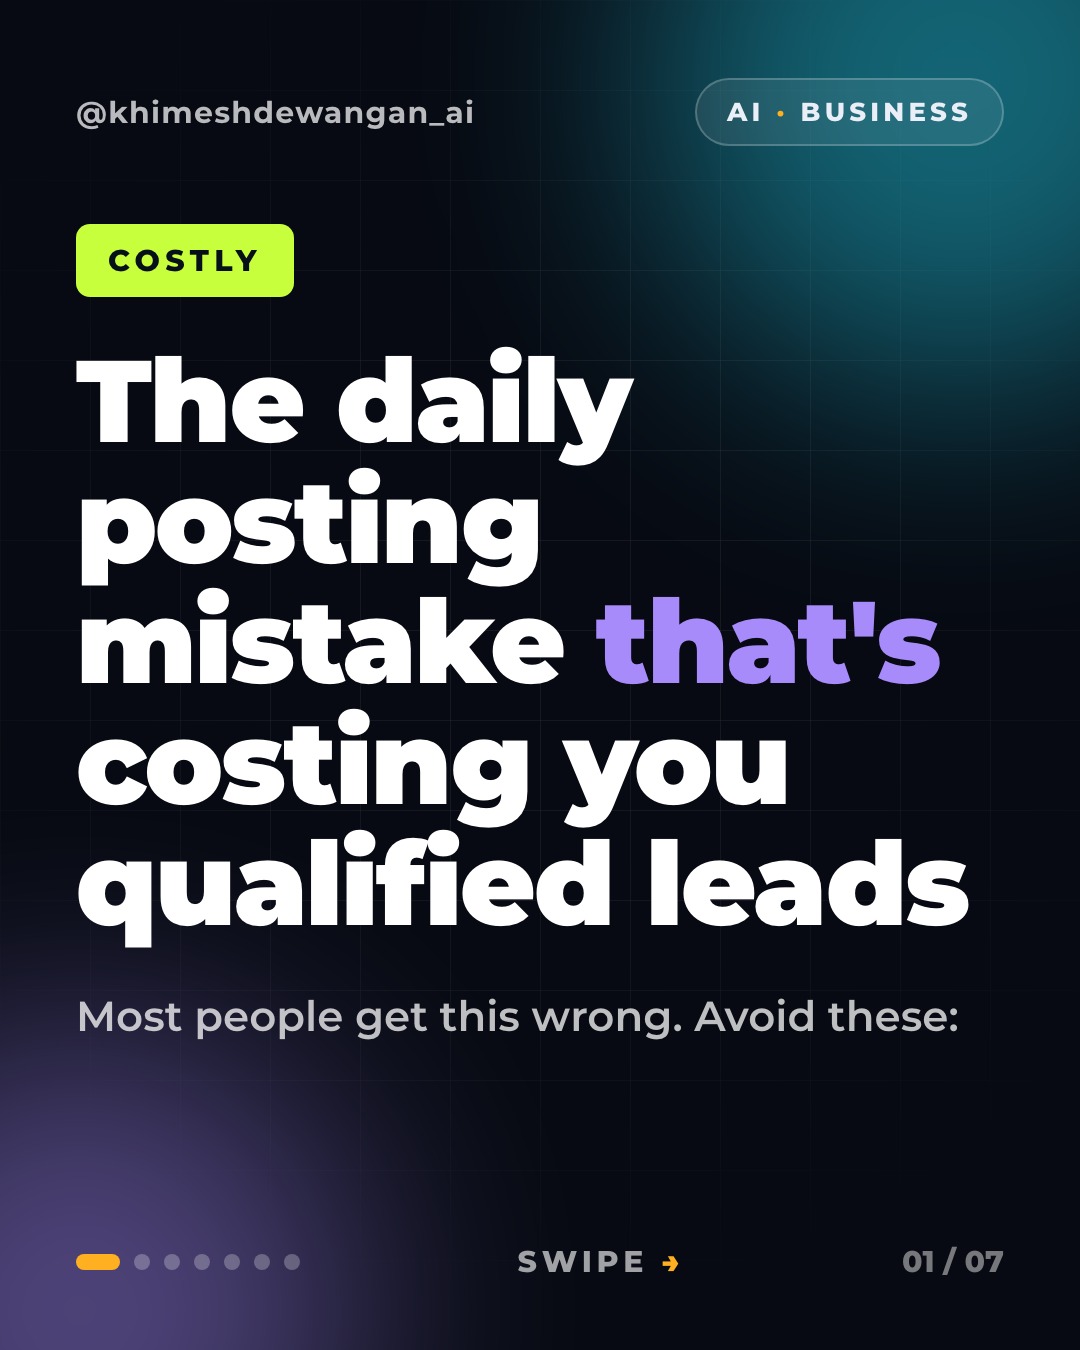 @khimeshdewangan_ai
AI · BUSINESS
COSTLY
The daily
posting
mistake that's
costing you
qualified leads
Most people get this wrong. Avoid these:
SWIPE →
01 / 07